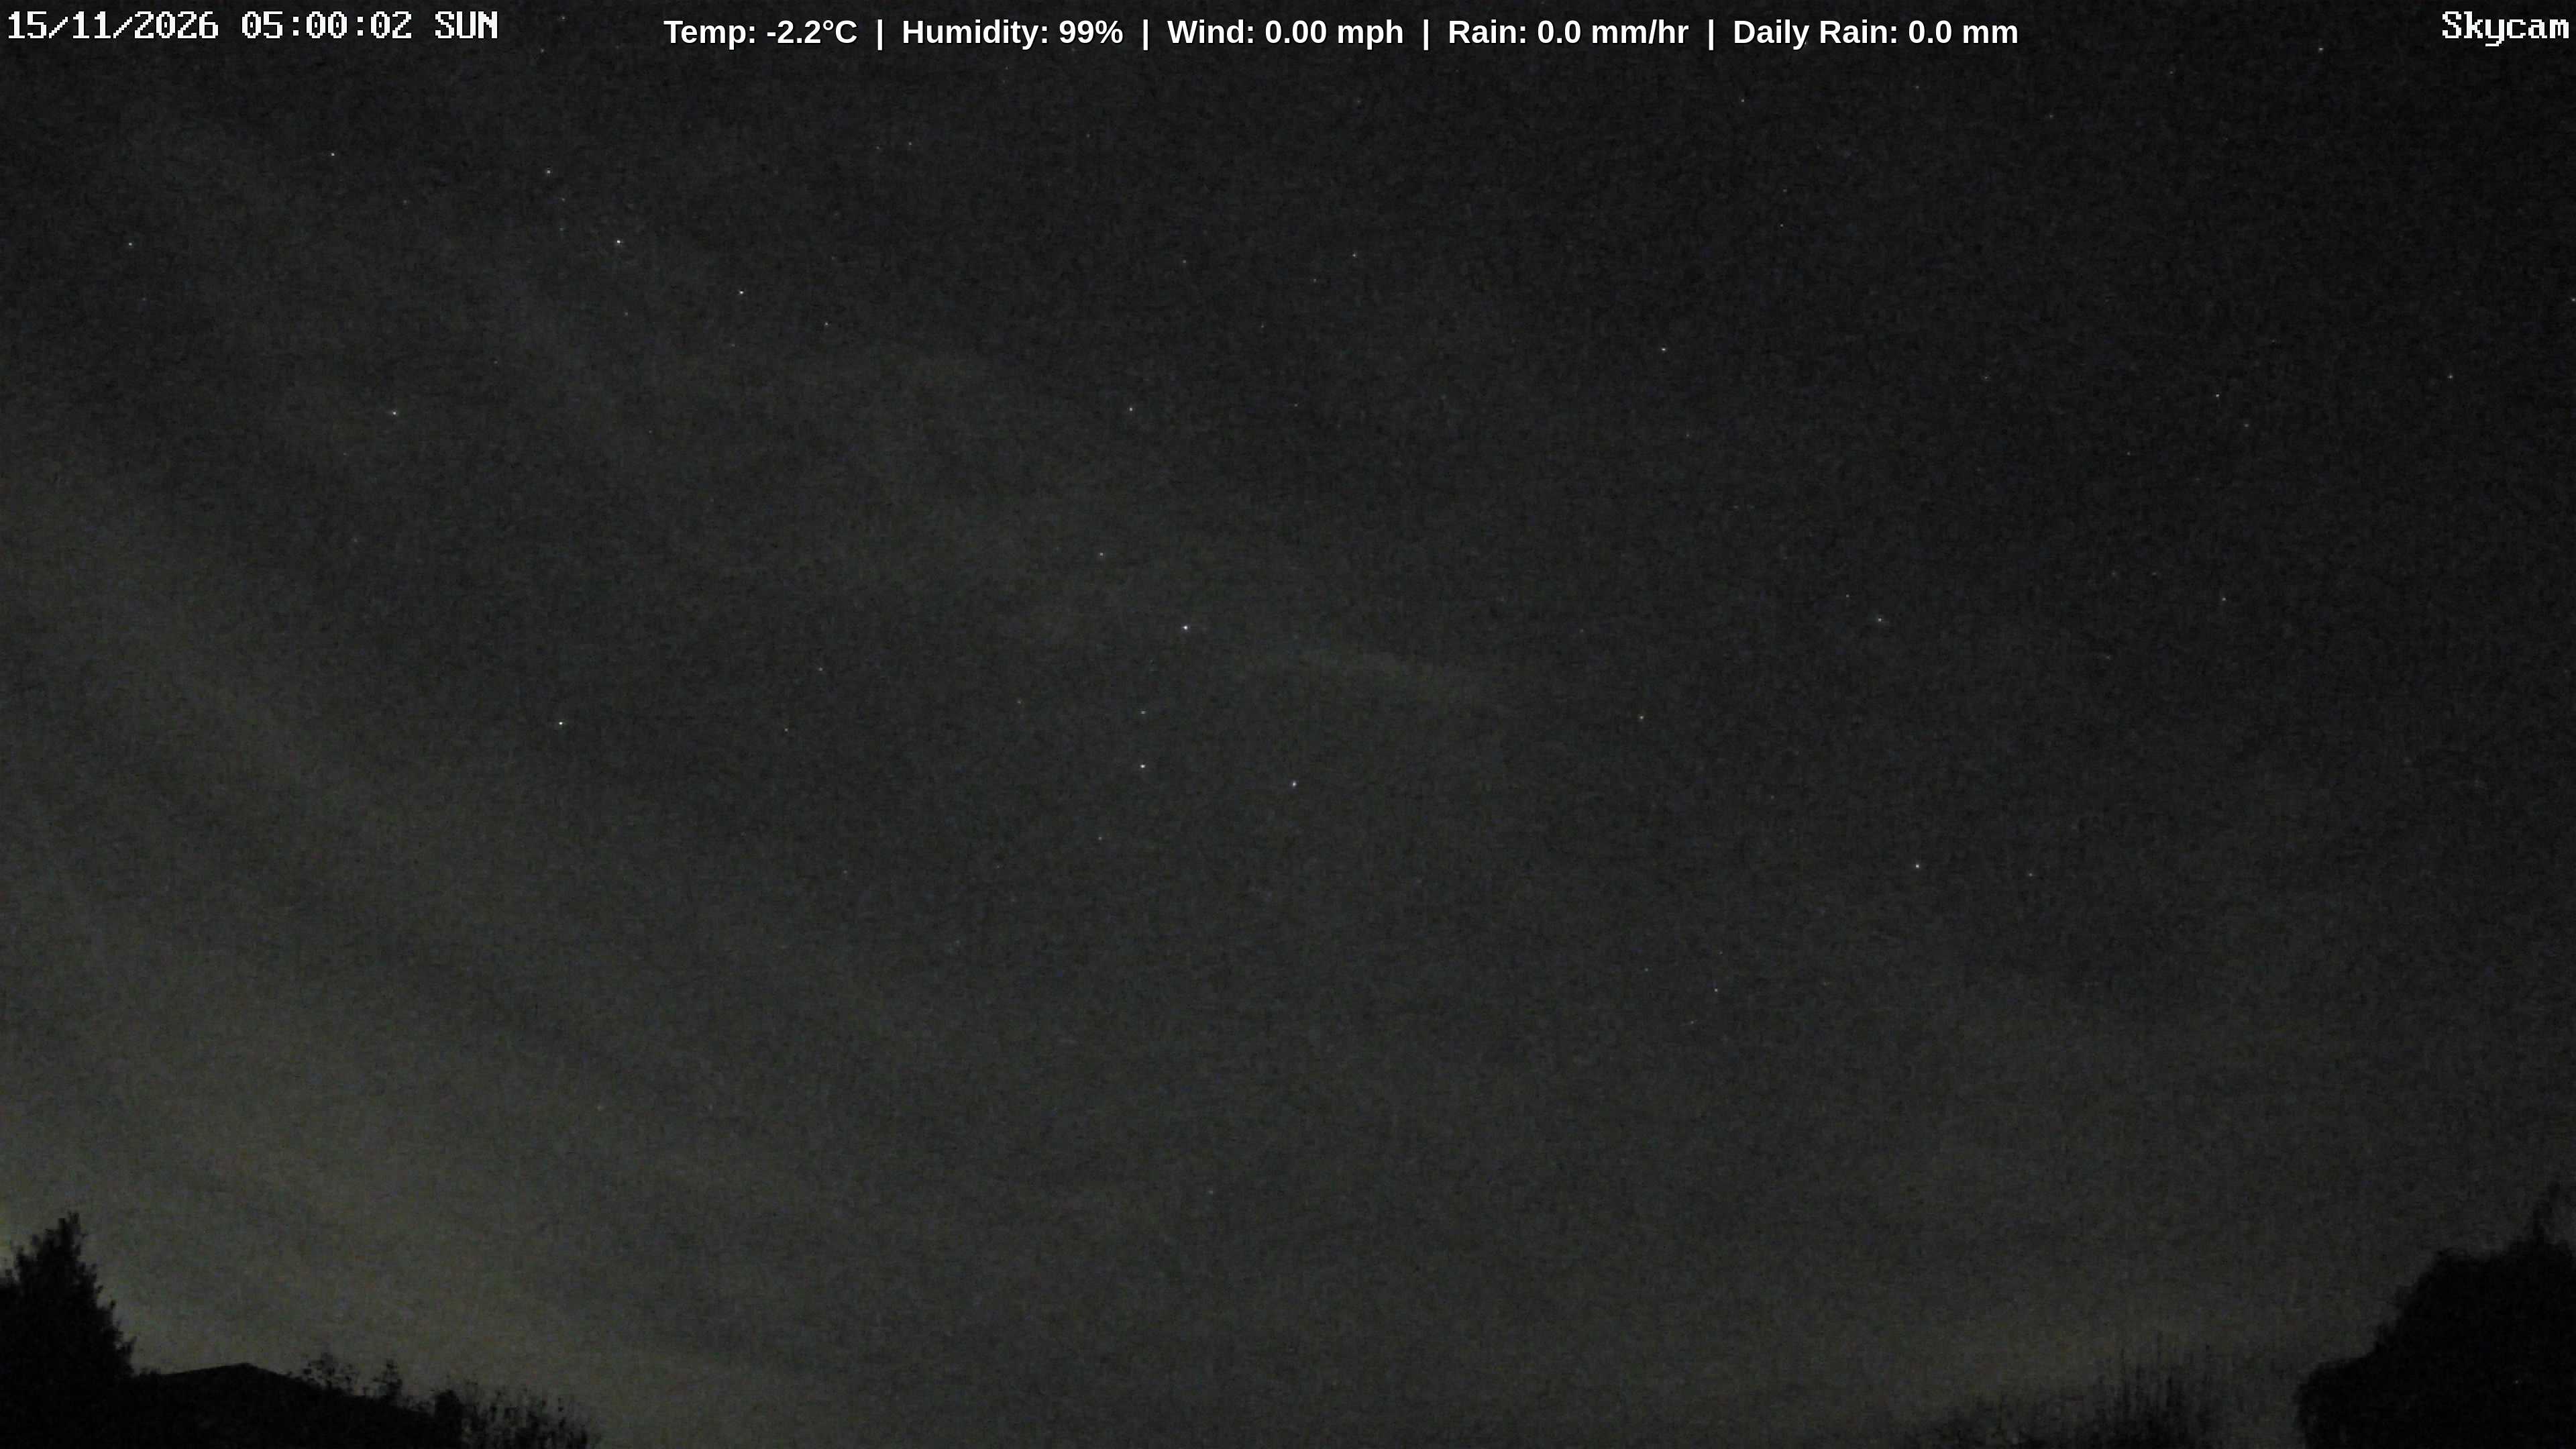 15/11/2026 05:00:02 SUN
Temp: -2.2°C | Humidity: 99% | Wind: 0.00 mph | Rain: 0.0 mm/hr | Daily Rain: 0.0 mm
Skycam